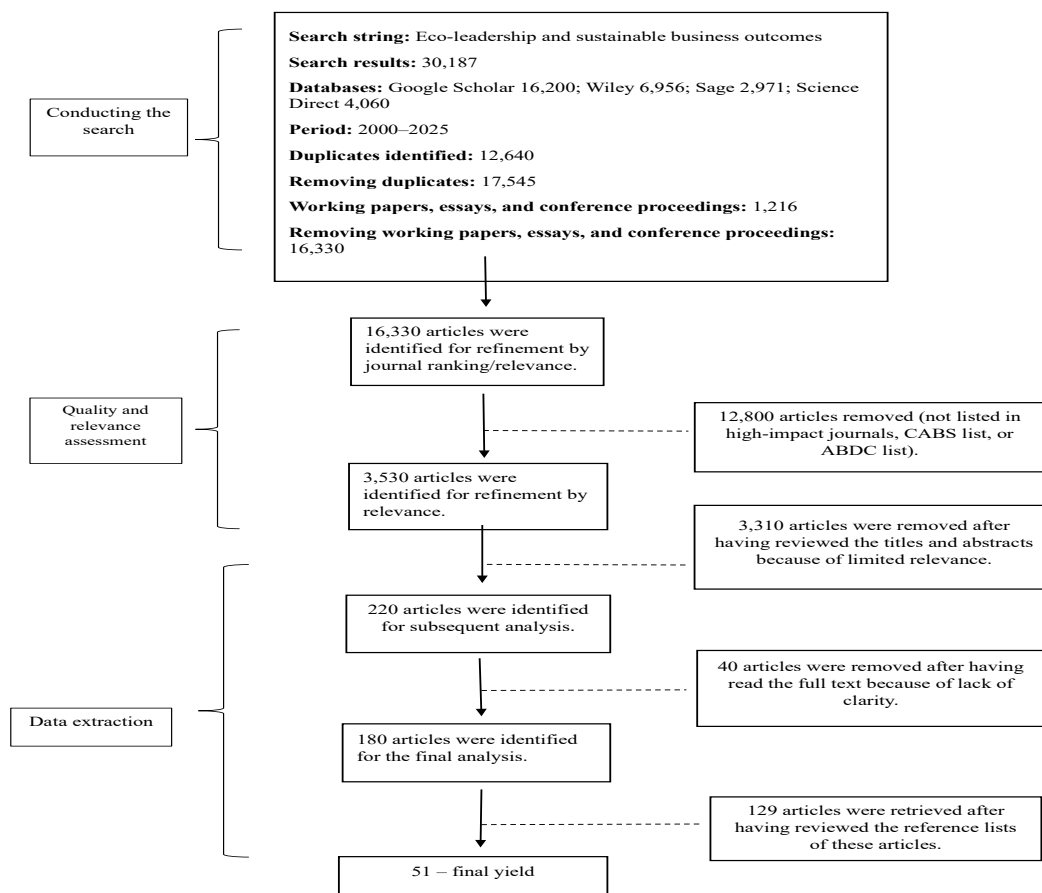 Search string: Eco-leadership and sustainable business outcomes
Search results: 30,187
Databases: Google Scholar 16,200; Wiley 6,956; Sage 2,971; Science
Direct 4,060
Period: 2000–2025
Duplicates identified: 12,640
Removing duplicates: 17,545
Working papers, essays, and conference proceedings: 1,216
Removing working papers, essays, and conference proceedings:
16,330
Conducting the
search
16,330 articles were
identified for refinement by
journal ranking/relevance.
Quality and
relevance
assessment
12,800 articles removed (not listed in
high-impact journals, CABS list, or
ABDC list).
3,530 articles were
identified for refinement by
relevance.
3,310 articles were removed after
having reviewed the titles and abstracts
because of limited relevance.
220 articles were identified
for subsequent analysis.
40 articles were removed after having
read the full text because of lack of
clarity.
Data extraction
180 articles were identified
for the final analysis.
129 articles were retrieved after
having reviewed the reference lists
of these articles.
51 – final yield